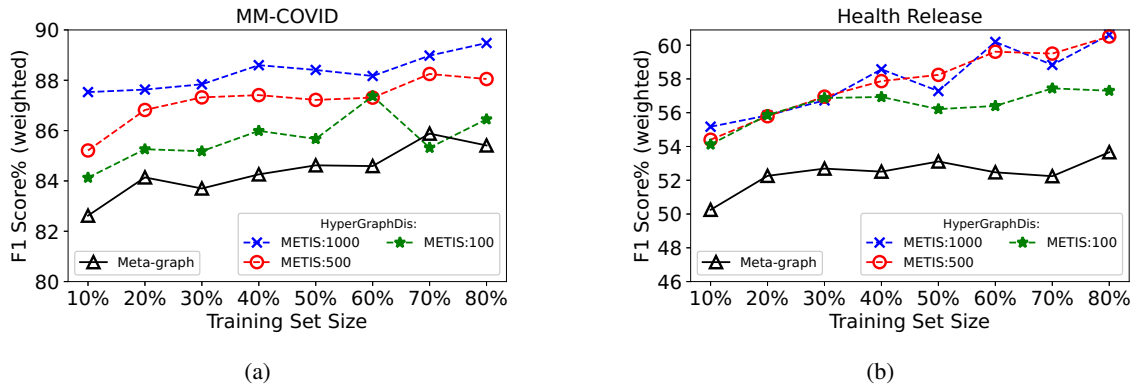 MM-COVID
F1 Score% (weighted)
90
88
86
84
82
80
HyperGraphDis:
METIS:1000
METIS:100
METIS:500
Meta-graph
10% 20% 30% 40% 50% 60% 70% 80%
Training Set Size
(a)
Health Release
F1 Score% (weighted)
60
58
56
54
52
50
48
46
HyperGraphDis:
METIS:1000
METIS:100
METIS:500
Meta-graph
10% 20% 30% 40% 50% 60% 70% 80%
Training Set Size
(b)